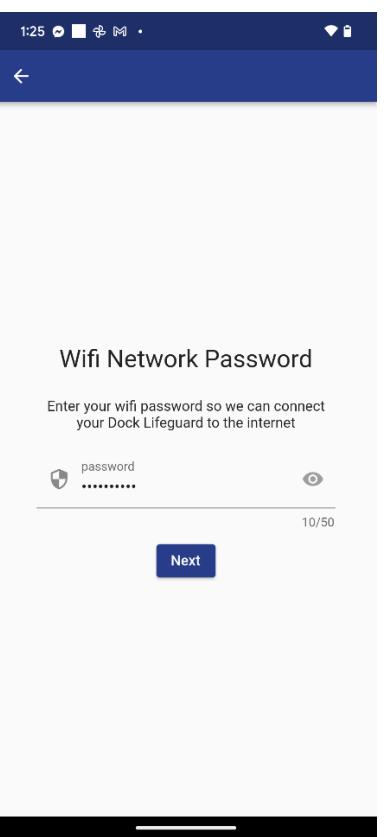 1:25
Wifi Network Password
Enter your wifi password so we can connect
your Dock Lifeguard to the internet
password
••••••••••
10/50
Next